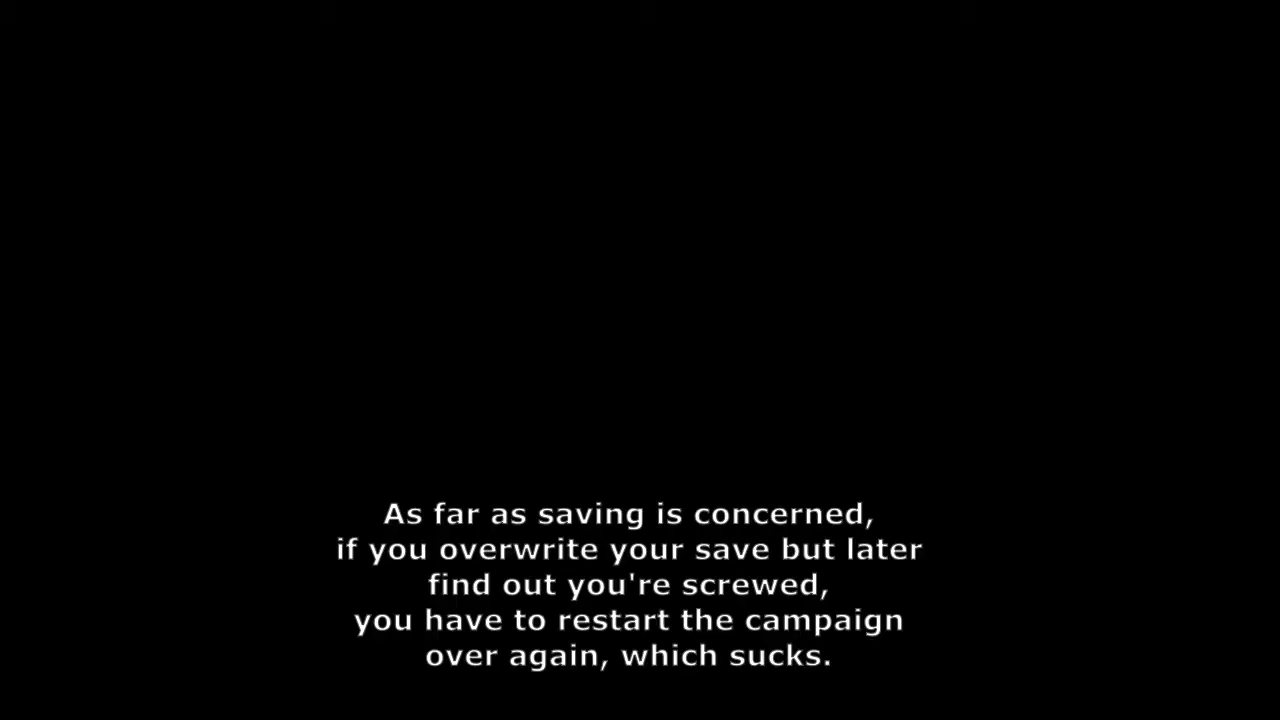 As far as saving is concerned,
if you overwrite your save but later
find out you're screwed,
you have to restart the campaign
over again, which sucks.